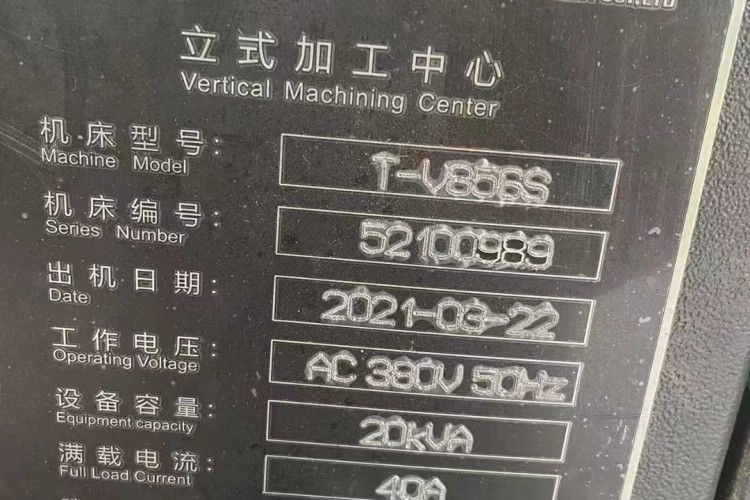 CO.,LTD
立式加工中心
Vertical Machining Center
机床型号: T-V856S
Machine Model
机床编号: 52100989
Series Number
出机日期: 2021-03-22
Date
工作电压: AC 380V 50Hz
Operating Voltage
设备容量: 20kVA
Equipment capacity
满载电流: 40A
Full Load Current